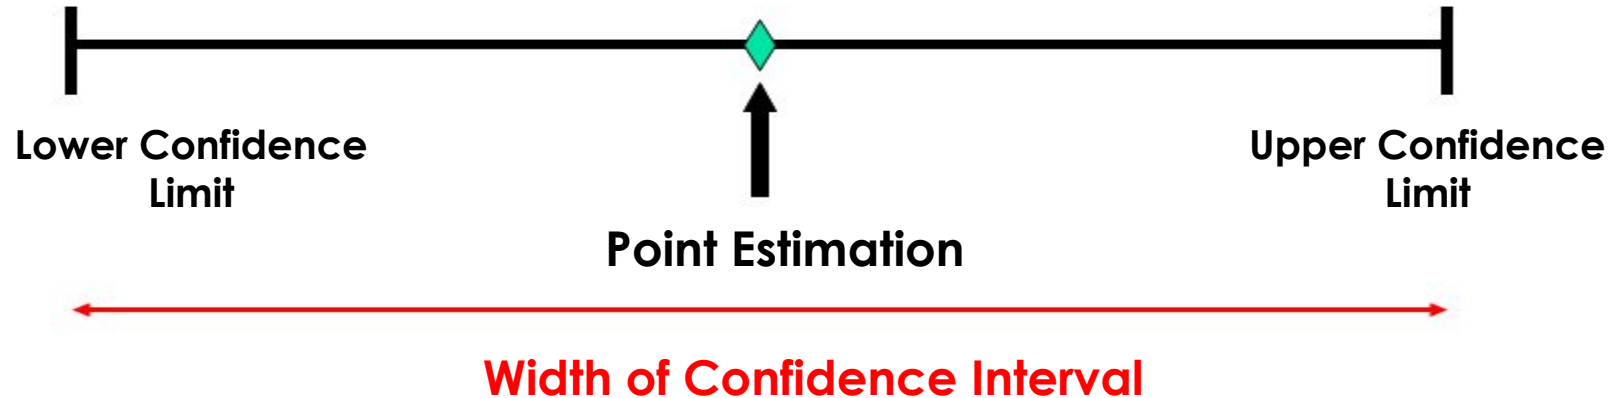 Lower Confidence
Limit
Upper Confidence
Limit
Point Estimation
Width of Confidence Interval